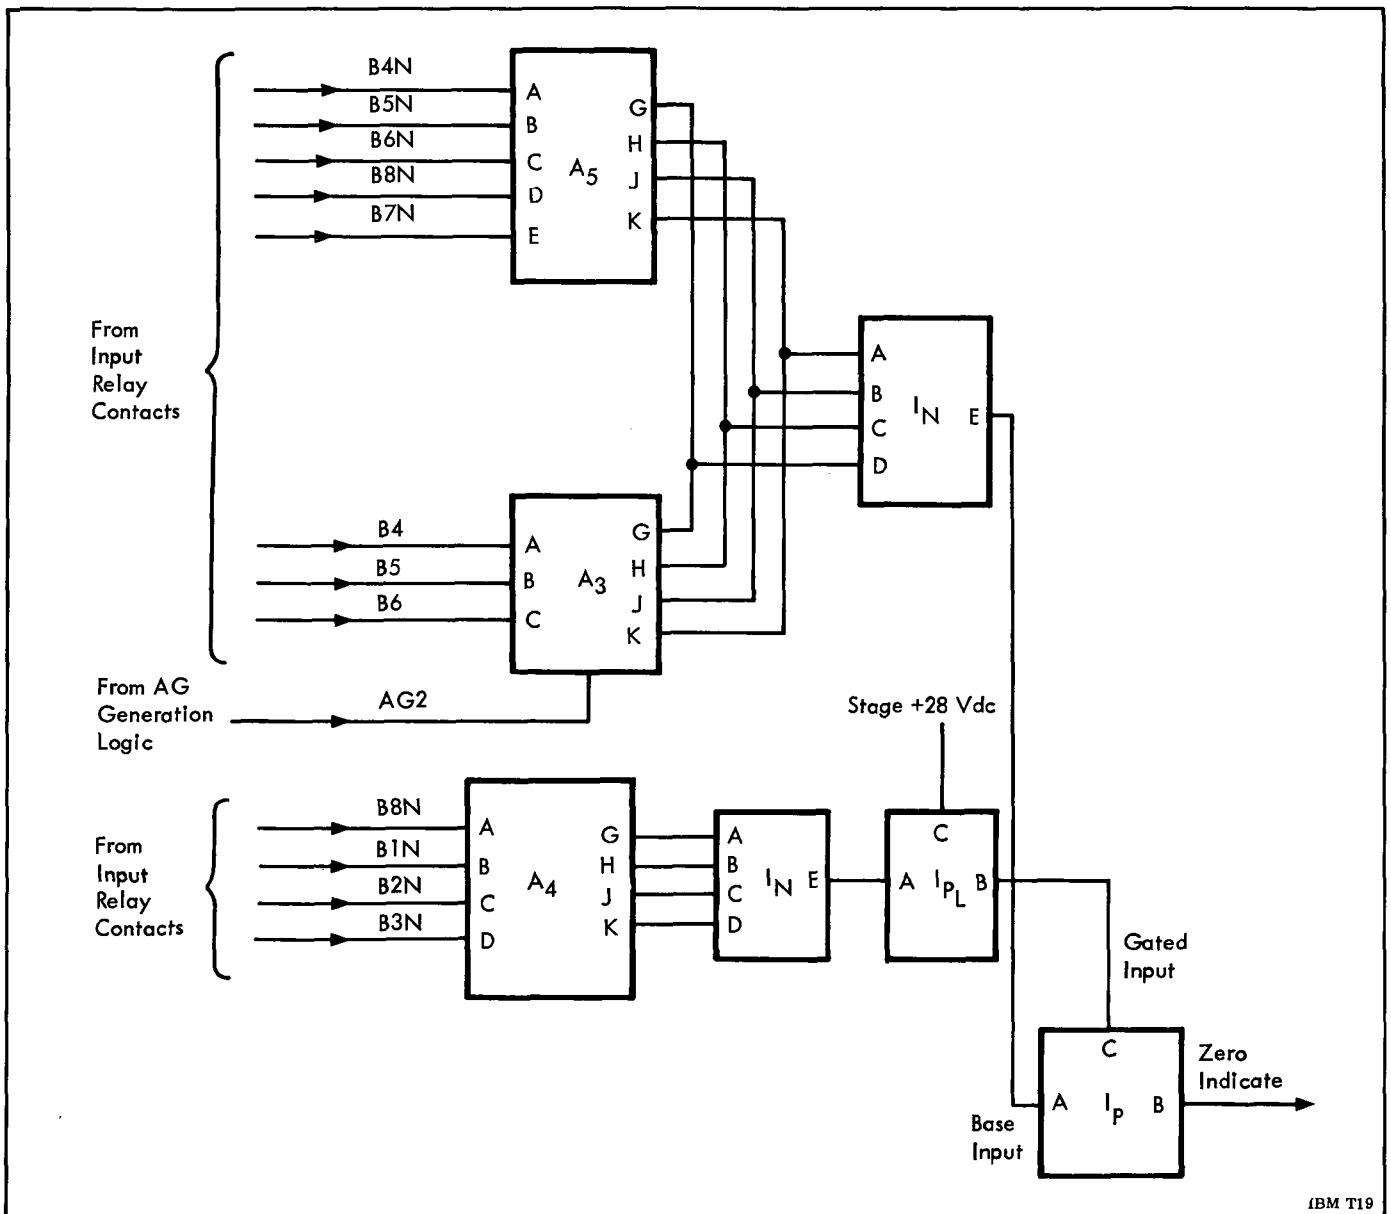 B4N
B5N
B6N
B8N
B7N
A
B
C
D
E
A5
G
H
J
K
From
Input
Relay
Contacts
A
B
C
D
IN
E
B4
B5
B6
A
B
C
A3
G
H
J
K
From AG
Generation
Logic
AG2
Stage +28 Vdc
From
Input
Relay
Contacts
B8N
B1N
B2N
B3N
A
B
C
D
A4
G
H
J
K
A
B
C
D
IN
E
C
A
IPL
B
Gated
Input
C
A
IP
B
Base
Input
Zero
Indicate
IBM T19